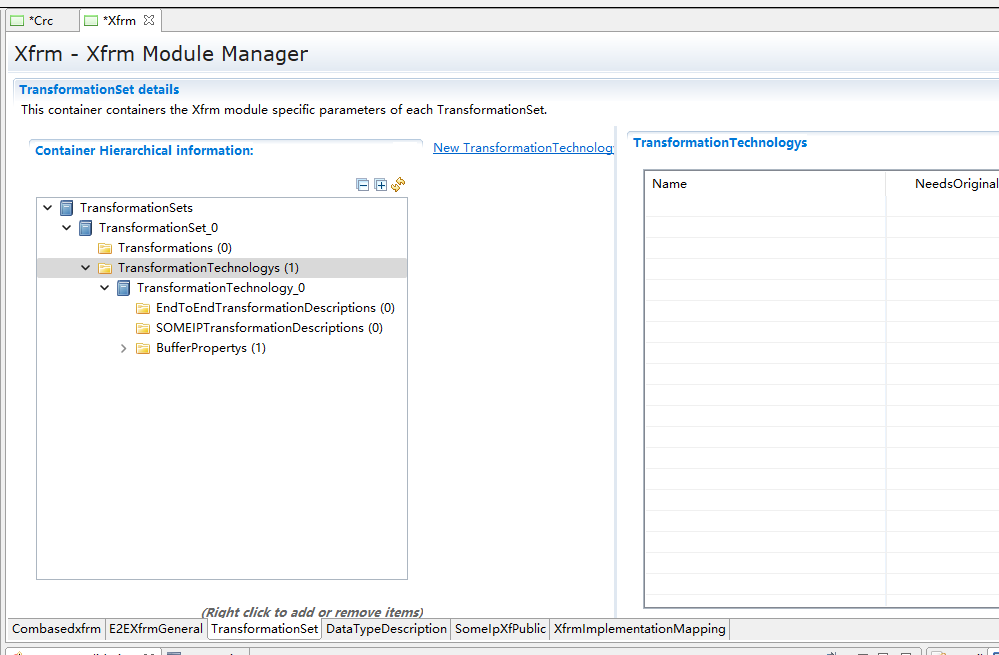 *Crc
*Xfrm
Xfrm - Xfrm Module Manager
TransformationSet details
This container containers the Xfrm module specific parameters of each TransformationSet.
Container Hierarchical information:
New TransformationTechnology
TransformationTechnologys
Name
NeedsOriginal
TransformationSets
TransformationSet_0
Transformations (0)
TransformationTechnologys (1)
TransformationTechnology_0
EndToEndTransformationDescriptions (0)
SOMEIPTransformationDescriptions (0)
BufferPropertys (1)
(Right click to add or remove items)
Combasedxfrm
E2EXfrmGeneral
TransformationSet
DataTypeDescription
SomeIpXfPublic
XfrmImplementationMapping